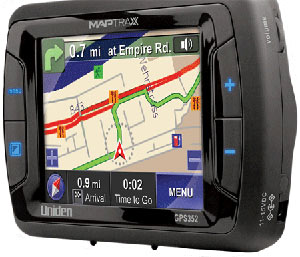 MAPTRAX
0.7 mi at Empire Rd.
0.9 mi
Arrival
0:02
Time to Go
MENU
Uniden
GPS352
VOLUME